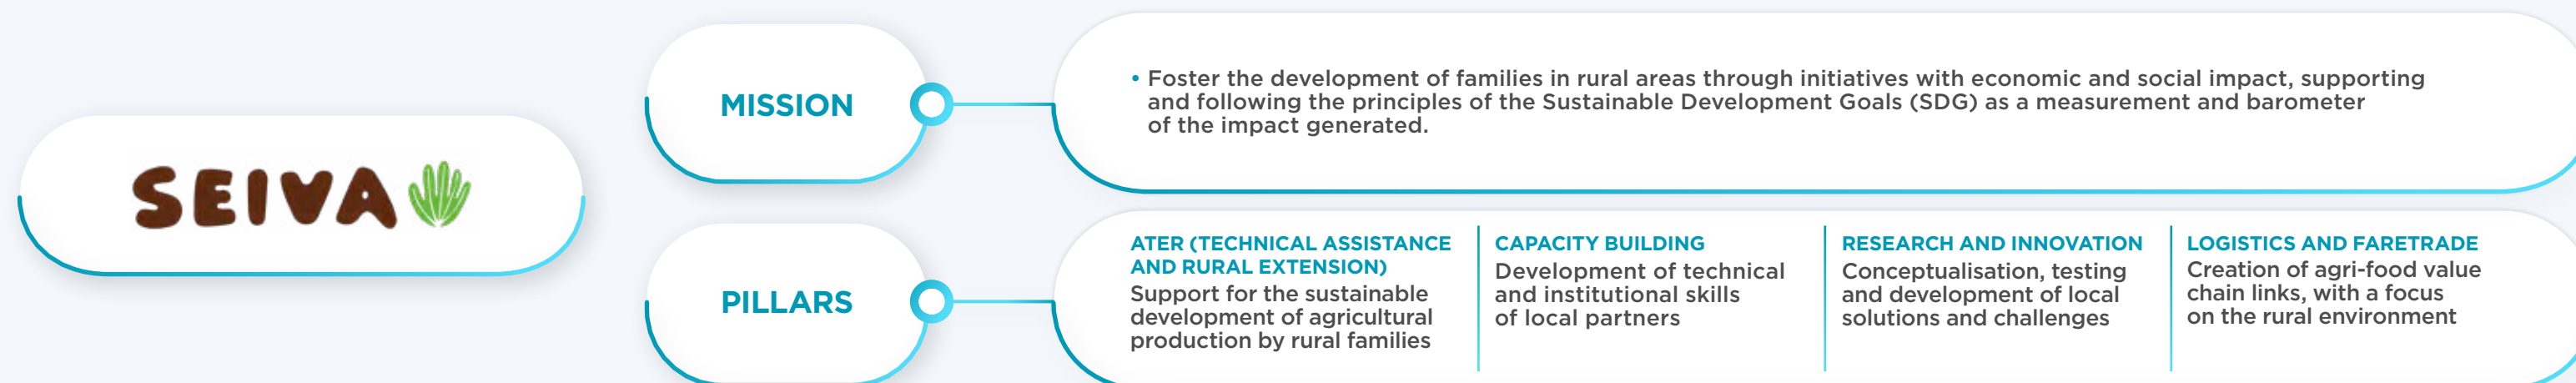 SEIVA
MISSION
• Foster the development of families in rural areas through initiatives with economic and social impact, supporting
and following the principles of the Sustainable Development Goals (SDG) as a measurement and barometer
of the impact generated.
PILLARS
ATER (TECHNICAL ASSISTANCE
AND RURAL EXTENSION)
Support for the sustainable
development of agricultural
production by rural families
CAPACITY BUILDING
Development of technical
and institutional skills
of local partners
RESEARCH AND INNOVATION
Conceptualisation, testing
and development of local
solutions and challenges
LOGISTICS AND FARETRADE
Creation of agri-food value
chain links, with a focus
on the rural environment